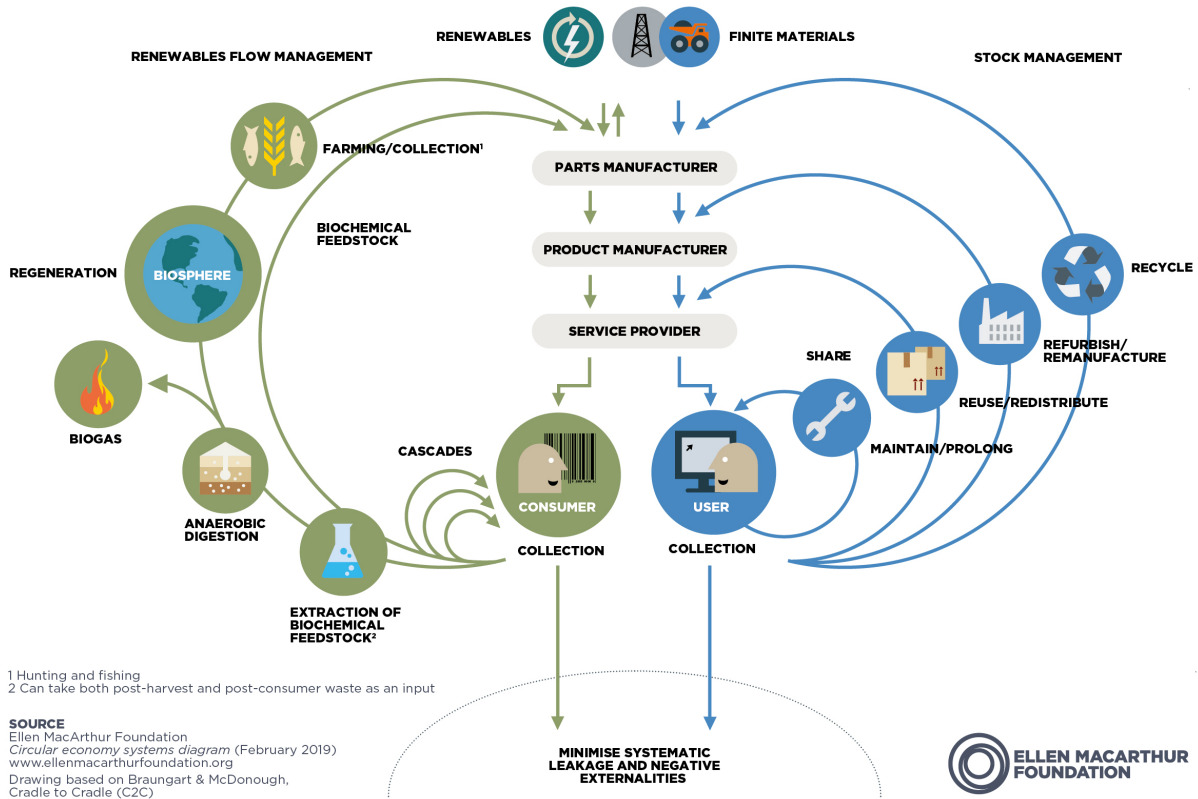 RENEWABLES
FINITE MATERIALS
RENEWABLES FLOW MANAGEMENT
STOCK MANAGEMENT
FARMING/COLLECTION¹
PARTS MANUFACTURER
BIOCHEMICAL
FEEDSTOCK
PRODUCT MANUFACTURER
REGENERATION
BIOSPHERE
RECYCLE
SERVICE PROVIDER
SHARE
REFURBISH/
REMANUFACTURE
REUSE/REDISTRIBUTE
BIOGAS
CASCADES
MAINTAIN/PROLONG
CONSUMER
USER
ANAEROBIC
DIGESTION
COLLECTION
COLLECTION
EXTRACTION OF
BIOCHEMICAL
FEEDSTOCK²
1 Hunting and fishing
2 Can take both post-harvest and post-consumer waste as an input
SOURCE
Ellen MacArthur Foundation
Circular economy systems diagram (February 2019)
www.ellenmacarthurfoundation.org
Drawing based on Braungart & McDonough,
Cradle to Cradle (C2C)
MINIMISE SYSTEMATIC
LEAKAGE AND NEGATIVE
EXTERNALITIES
ELLEN MACARTHUR
FOUNDATION